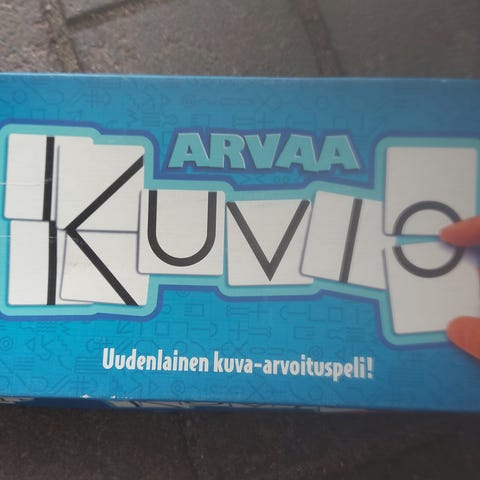 ARVAA
KUVIO
Uudenlainen kuva-arvoituspeli!